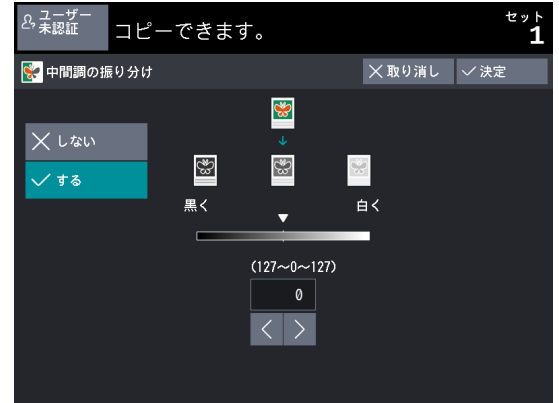 ユーザー
未認証
コピーできます。
セット
1
中間調の振り分け
取り消し
決定
しない
する
黒く
白く
(127～0～127)
0